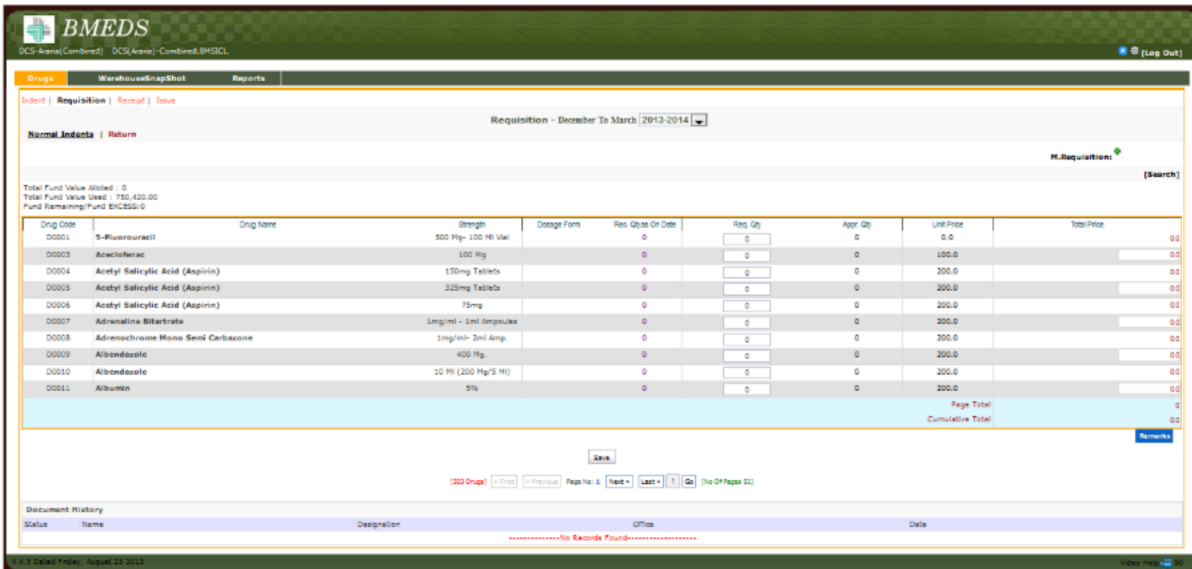 BMEDS
DCS-Araria(Combined) DCS(Araria)-Combined.BMSICL
[Log Out]
Drugs WarehouseSnapShot Reports
Indent | Requisition | Receipt | Issue
Requisition - December To March 2013-2014
Normal Indents | Return
M.Requisition:
[Search]
Total Fund Value Alloted : 0
Total Fund Value Used : 750,420.00
Fund Remaining/Fund EXCESS:0
Drug Code Drug Name Strength Dosage Form Req. Qty.as On Date Req. Qty Appr. Qty Unit Price Total Price
D0001 5-Fluorouracil 500 Mg- 100 Ml Vial 0 0 0 0.0 0.0
D0003 Aceclofenac 100 Mg 0 0 0 100.0 0.0
D0004 Acetyl Salicylic Acid (Aspirin) 150mg Tablets 0 0 0 200.0 0.0
D0005 Acetyl Salicylic Acid (Aspirin) 325mg Tablets 0 0 0 200.0 0.0
D0006 Acetyl Salicylic Acid (Aspirin) 75mg 0 0 0 200.0 0.0
D0007 Adrenaline Bitartrate 1mg/ml - 1ml Ampoules 0 0 0 200.0 0.0
D0008 Adrenochrome Mono Semi Carbazone 1mg/ml- 2ml Amp. 0 0 0 200.0 0.0
D0009 Albendazole 400 Mg. 0 0 0 200.0 0.0
D0010 Albendazole 10 Ml (200 Mg/5 Ml) 0 0 0 200.0 0.0
D0011 Albumin 5% 0 0 0 200.0 0.0
Page Total 0
Cumulative Total 0.0
Remarks
Save
[503 Drugs] « First « Previous Page No: 1 Next » Last » 1 Go [No Of Pages 51]
Document History
Status Name Designation Office Date
--------------No Records Found-------------------
4.4.3 Dated Friday, August 23 2013 Video Help 90